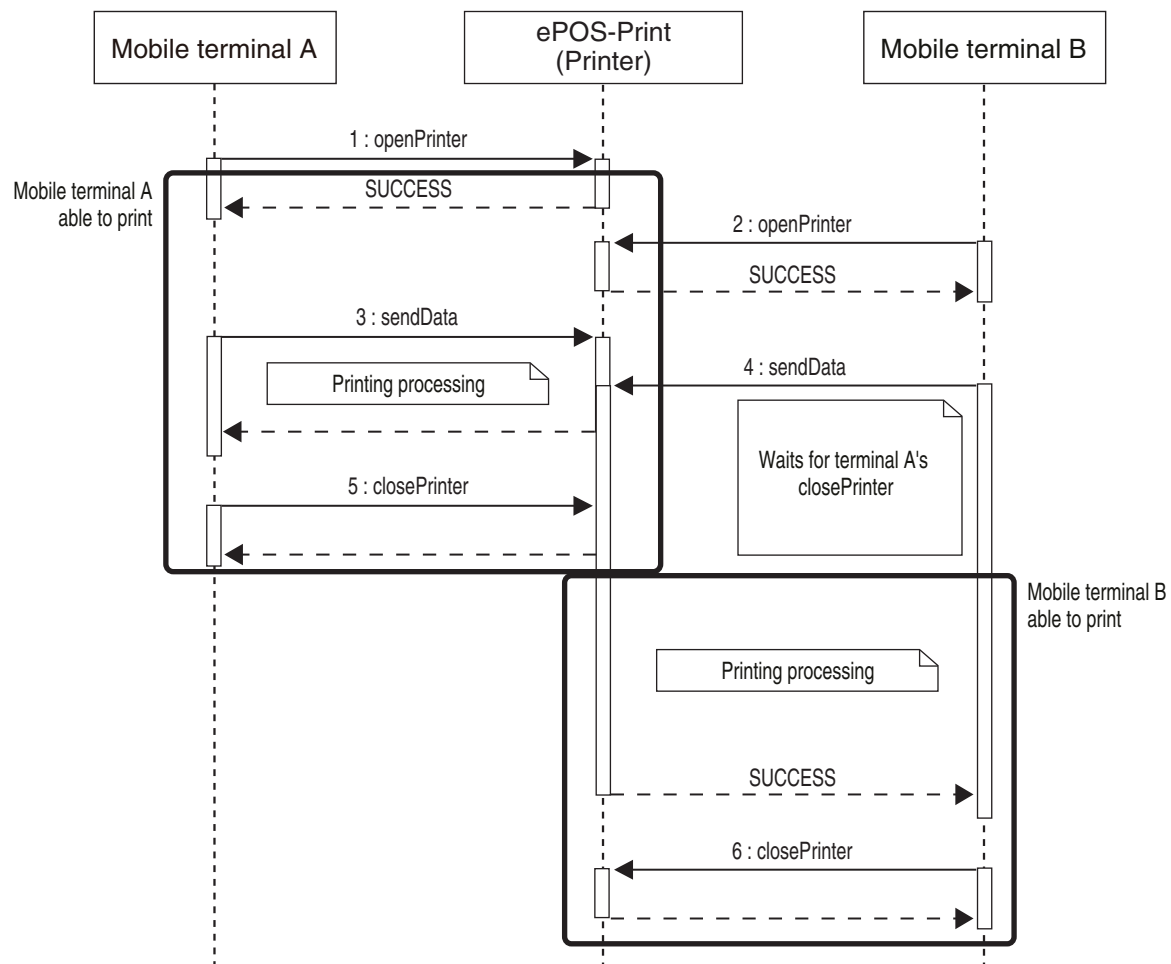 Mobile terminal A
ePOS-Print
(Printer)
Mobile terminal B
1 : openPrinter
Mobile terminal A
able to print
SUCCESS
2 : openPrinter
SUCCESS
3 : sendData
Printing processing
4 : sendData
Waits for terminal A's
closePrinter
5 : closePrinter
Mobile terminal B
able to print
Printing processing
SUCCESS
6 : closePrinter